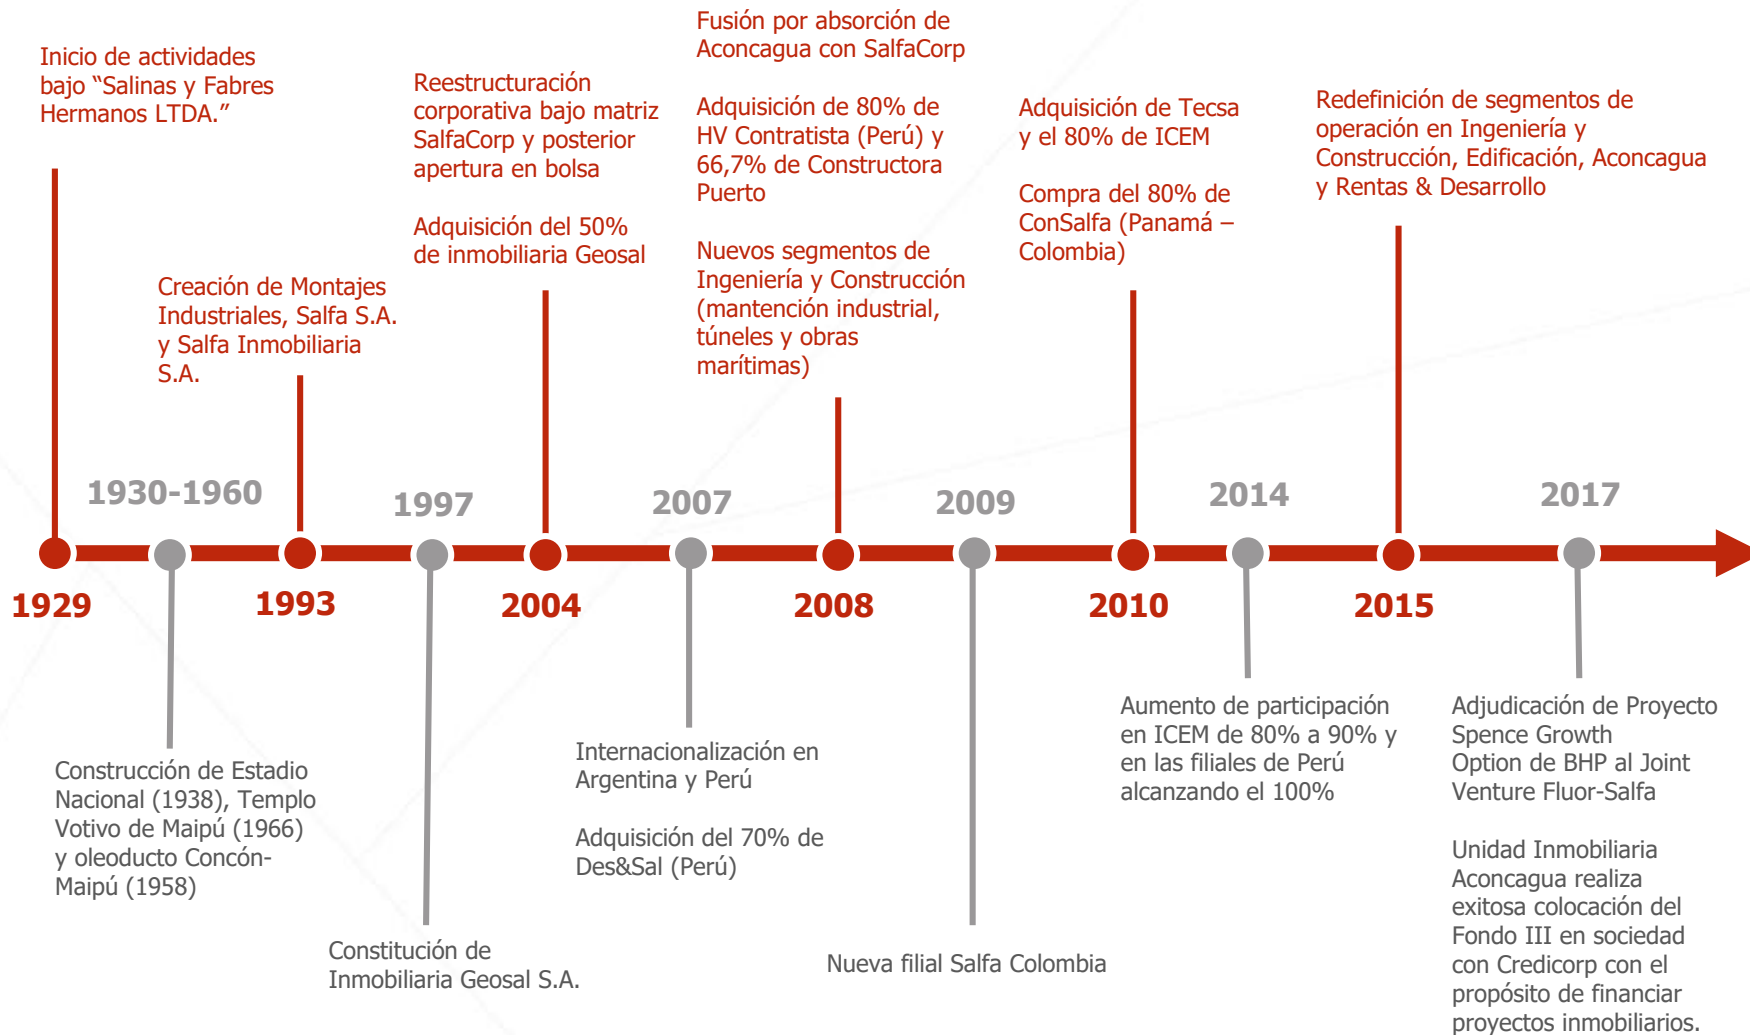 Inicio de actividades
bajo “Salinas y Fabres
Hermanos LTDA.”
1929
1930-1960
Construcción de Estadio
Nacional (1938), Templo
Votivo de Maipú (1966)
y oleoducto Concón-
Maipú (1958)
Creación de Montajes
Industriales, Salfa S.A.
y Salfa Inmobiliaria
S.A.
1993
1997
Constitución de
Inmobiliaria Geosal S.A.
Reestructuración
corporativa bajo matriz
SalfaCorp y posterior
apertura en bolsa
Adquisición del 50%
de inmobiliaria Geosal
2004
2007
Internacionalización en
Argentina y Perú
Adquisición del 70% de
Des&Sal (Perú)
Fusión por absorción de
Aconcagua con SalfaCorp
Adquisición de 80% de
HV Contratista (Perú) y
66,7% de Constructora
Puerto
Nuevos segmentos de
Ingeniería y Construcción
(mantención industrial,
túneles y obras
marítimas)
2008
2009
Nueva filial Salfa Colombia
Adquisición de Tecsa
y el 80% de ICEM
Compra del 80% de
ConSalfa (Panamá –
Colombia)
2010
2014
Aumento de participación
en ICEM de 80% a 90% y
en las filiales de Perú
alcanzando el 100%
Redefinición de segmentos de
operación en Ingeniería y
Construcción, Edificación, Aconcagua
y Rentas & Desarrollo
2015
2017
Adjudicación de Proyecto
Spence Growth
Option de BHP al Joint
Venture Fluor-Salfa
Unidad Inmobiliaria
Aconcagua realiza
exitosa colocación del
Fondo III en sociedad
con Credicorp con el
propósito de financiar
proyectos inmobiliarios.